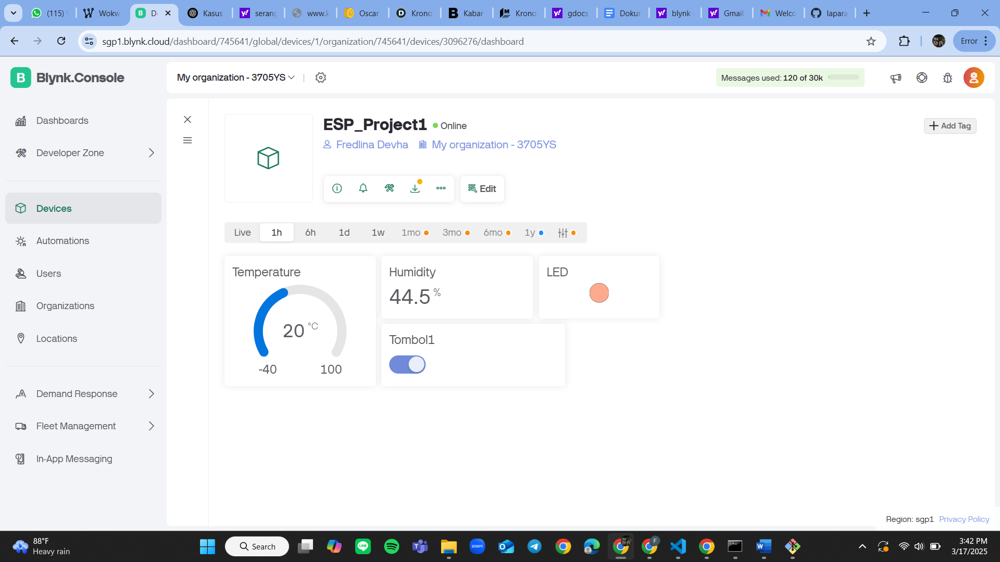 (115) W
Wokw
De
Kasus
serang
www.k
Oscar
Krono
Kabar
Krono
gdocs
Dokun
blynk
Gmail
Welco
lapara
sgp1.blynk.cloud/dashboard/745641/global/devices/1/organization/745641/devices/3096276/dashboard
Error
B Blynk.Console
My organization - 3705YS
Messages used: 120 of 30k
Dashboards
Developer Zone
Devices
Automations
Users
Organizations
Locations
Demand Response
Fleet Management
In-App Messaging
ESP_Project1 Online
Fredlina Devha My organization - 3705YS
Add Tag
Edit
Live 1h 6h 1d 1w 1mo 3mo 6mo 1y
Temperature
20 °C
-40 100
Humidity
44.5 %
LED
Tombol1
Region: sgp1 Privacy Policy
88°F
Heavy rain
Search
3:42 PM
3/17/2025